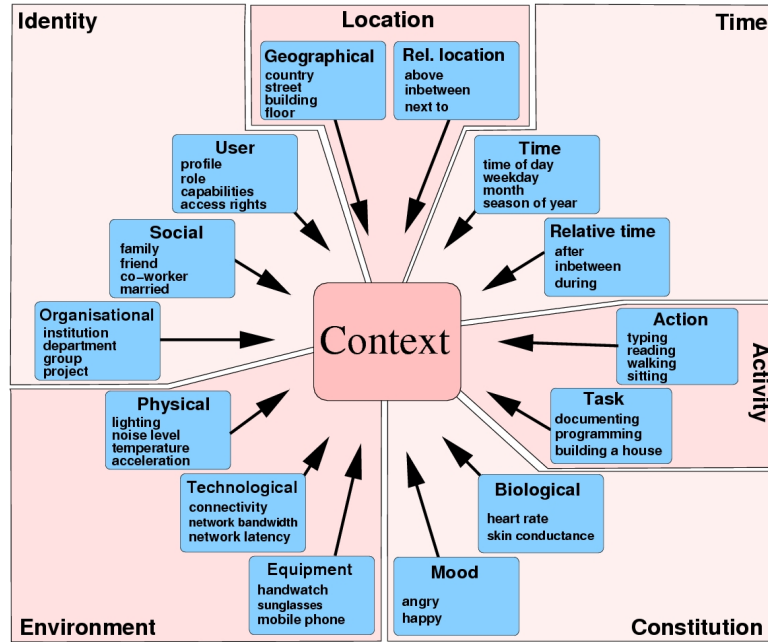 Identity
Location
Time
Geographical
country
street
building
floor
Rel. location
above
inbetween
next to
User
profile
role
capabilities
access rights
Time
time of day
weekday
month
season of year
Social
family
friend
co-worker
married
Relative time
after
inbetween
during
Organisational
institution
department
group
project
Context
Action
typing
reading
walking
sitting
Activity
Physical
lighting
noise level
temperature
acceleration
Task
documenting
programming
building a house
Technological
connectivity
network bandwidth
network latency
Biological
heart rate
skin conductance
Equipment
handwatch
sunglasses
mobile phone
Mood
angry
happy
Environment
Constitution